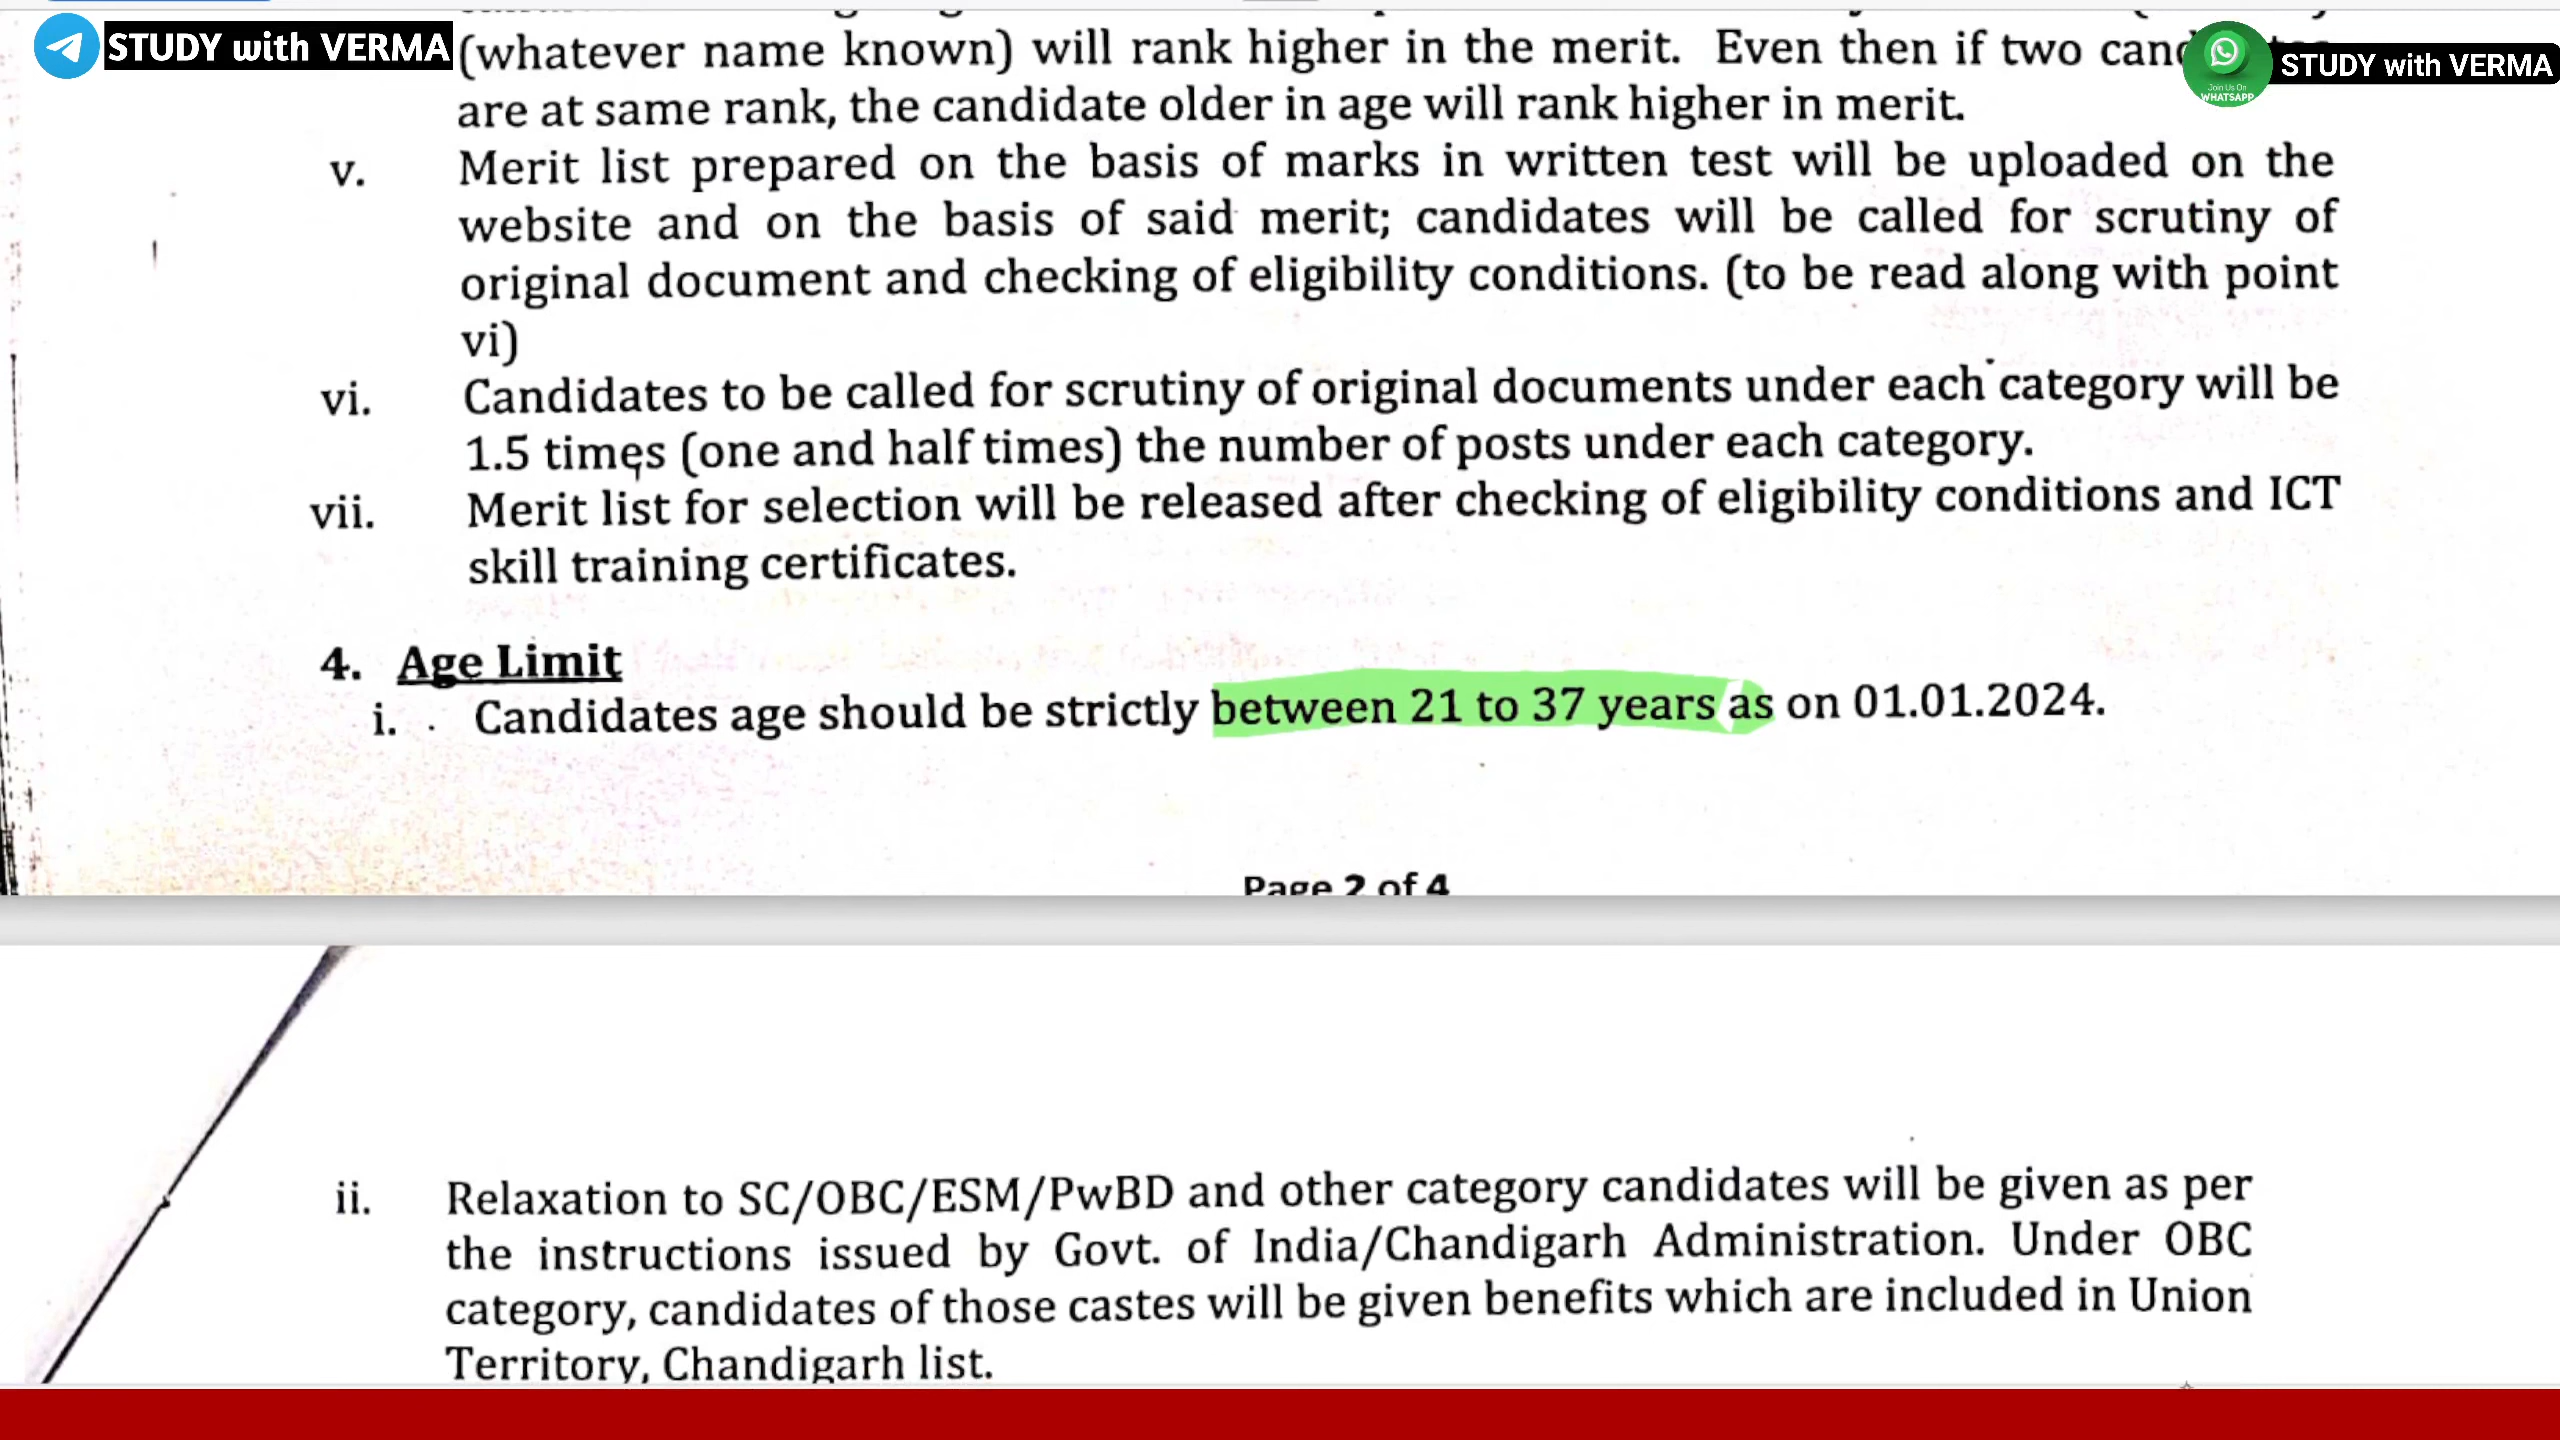 STUDY with VERMA
(whatever name known) will rank higher in the merit. Even then if two
STUDY with VERMA
Join Us On
WHATSAPP
are at same rank, the candidate older in age will rank higher in merit.
v. Merit list prepared on the basis of marks in written test will be uploaded on the
website and on the basis of said merit; candidates will be called for scrutiny of
original document and checking of eligibility conditions. (to be read along with point
vi)
vi. Candidates to be called for scrutiny of original documents under each category will be
1.5 times (one and half times) the number of posts under each category.
vii. Merit list for selection will be released after checking of eligibility conditions and ICT
skill training certificates.
4. Age Limit
i. Candidates age should be strictly between 21 to 37 years as on 01.01.2024.
Page 2 of 4
ii. Relaxation to SC/OBC/ESM/PwBD and other category candidates will be given as per
the instructions issued by Govt. of India/Chandigarh Administration. Under OBC
category, candidates of those castes will be given benefits which are included in Union
Territory, Chandigarh list.